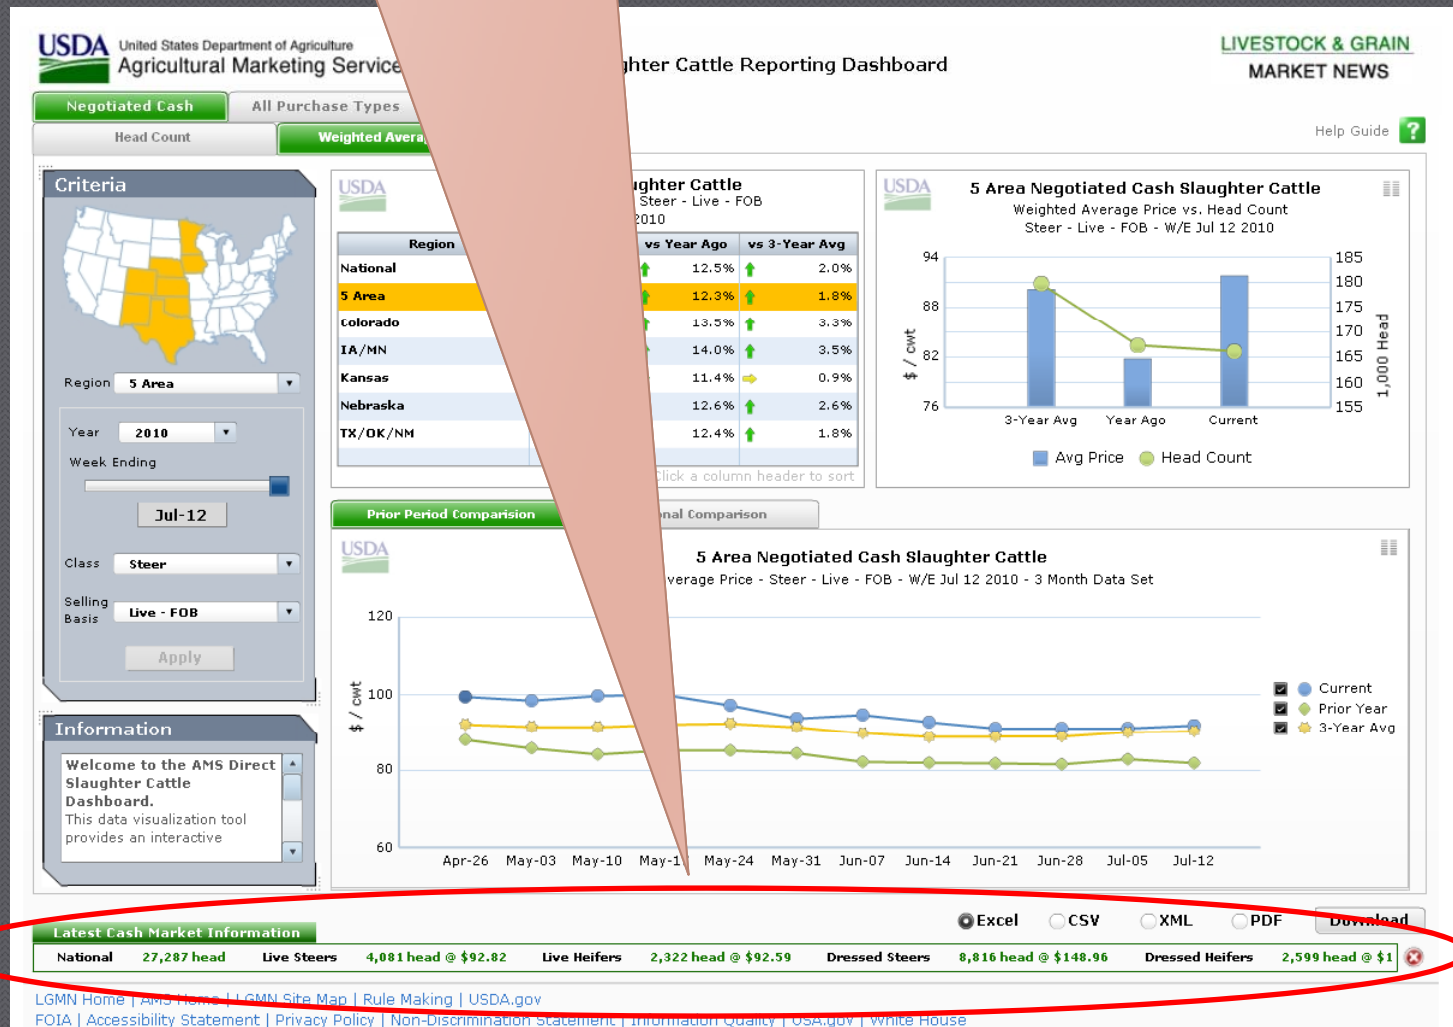 USDA United States Department of Agriculture
Agricultural Marketing Service
Cattle Reporting Dashboard
LIVESTOCK & GRAIN
MARKET NEWS
Negotiated Cash
All Purchase Types
Head Count
Weighted
Help Guide ?
Criteria
Region 5 Area
Year 2010
Week Ending
Jul-12
Class Steer
Selling
Basis
Live - FOB
Apply
Information
Welcome to the AMS Direct
Slaughter Cattle
Dashboard.
This data visualization tool
provides an interactive
USDA
Cattle
Steer - Live - FOB
2010
Region vs Year Ago vs 3-Year Avg
National 12.5% 2.0%
5 Area 12.3% 1.8%
Colorado 13.5% 3.3%
IA/MN 14.0% 3.5%
Kansas 11.4% 0.9%
Nebraska 12.6% 2.6%
TX/OK/NM 12.4% 1.8%
Click a column header to sort
USDA
5 Area Negotiated Cash Slaughter Cattle
Weighted Average Price vs. Head Count
Steer - Live - FOB - W/E Jul 12 2010
94
88
82
76
$ / cwt
185
180
175
170
165
160
155
1,000 Head
3-Year Avg Year Ago Current
Avg Price Head Count
Prior Period Comparision
Comparison
USDA
5 Area Negotiated Cash Slaughter Cattle
Price - Steer - Live - FOB - W/E Jul 12 2010 - 3 Month Data Set
120
100
80
60
$ / cwt
Apr-26 May-03 May-10 May-24 May-31 Jun-07 Jun-14 Jun-21 Jun-28 Jul-05 Jul-12
Current
Prior Year
3-Year Avg
Excel CSV XML PDF Download
Latest Cash Market Information
National 27,287 head Live Steers 4,081 head @ $92.82 Live Heifers 2,322 head @ $92.59 Dressed Steers 8,816 head @ $148.96 Dressed Heifers 2,599 head @ $1
LGMN Home | AMS Home | LGMN Site Map | Rule Making | USDA.gov
FOIA | Accessibility Statement | Privacy Policy | Non-Discrimination Statement | Information Quality | USA.gov | White House